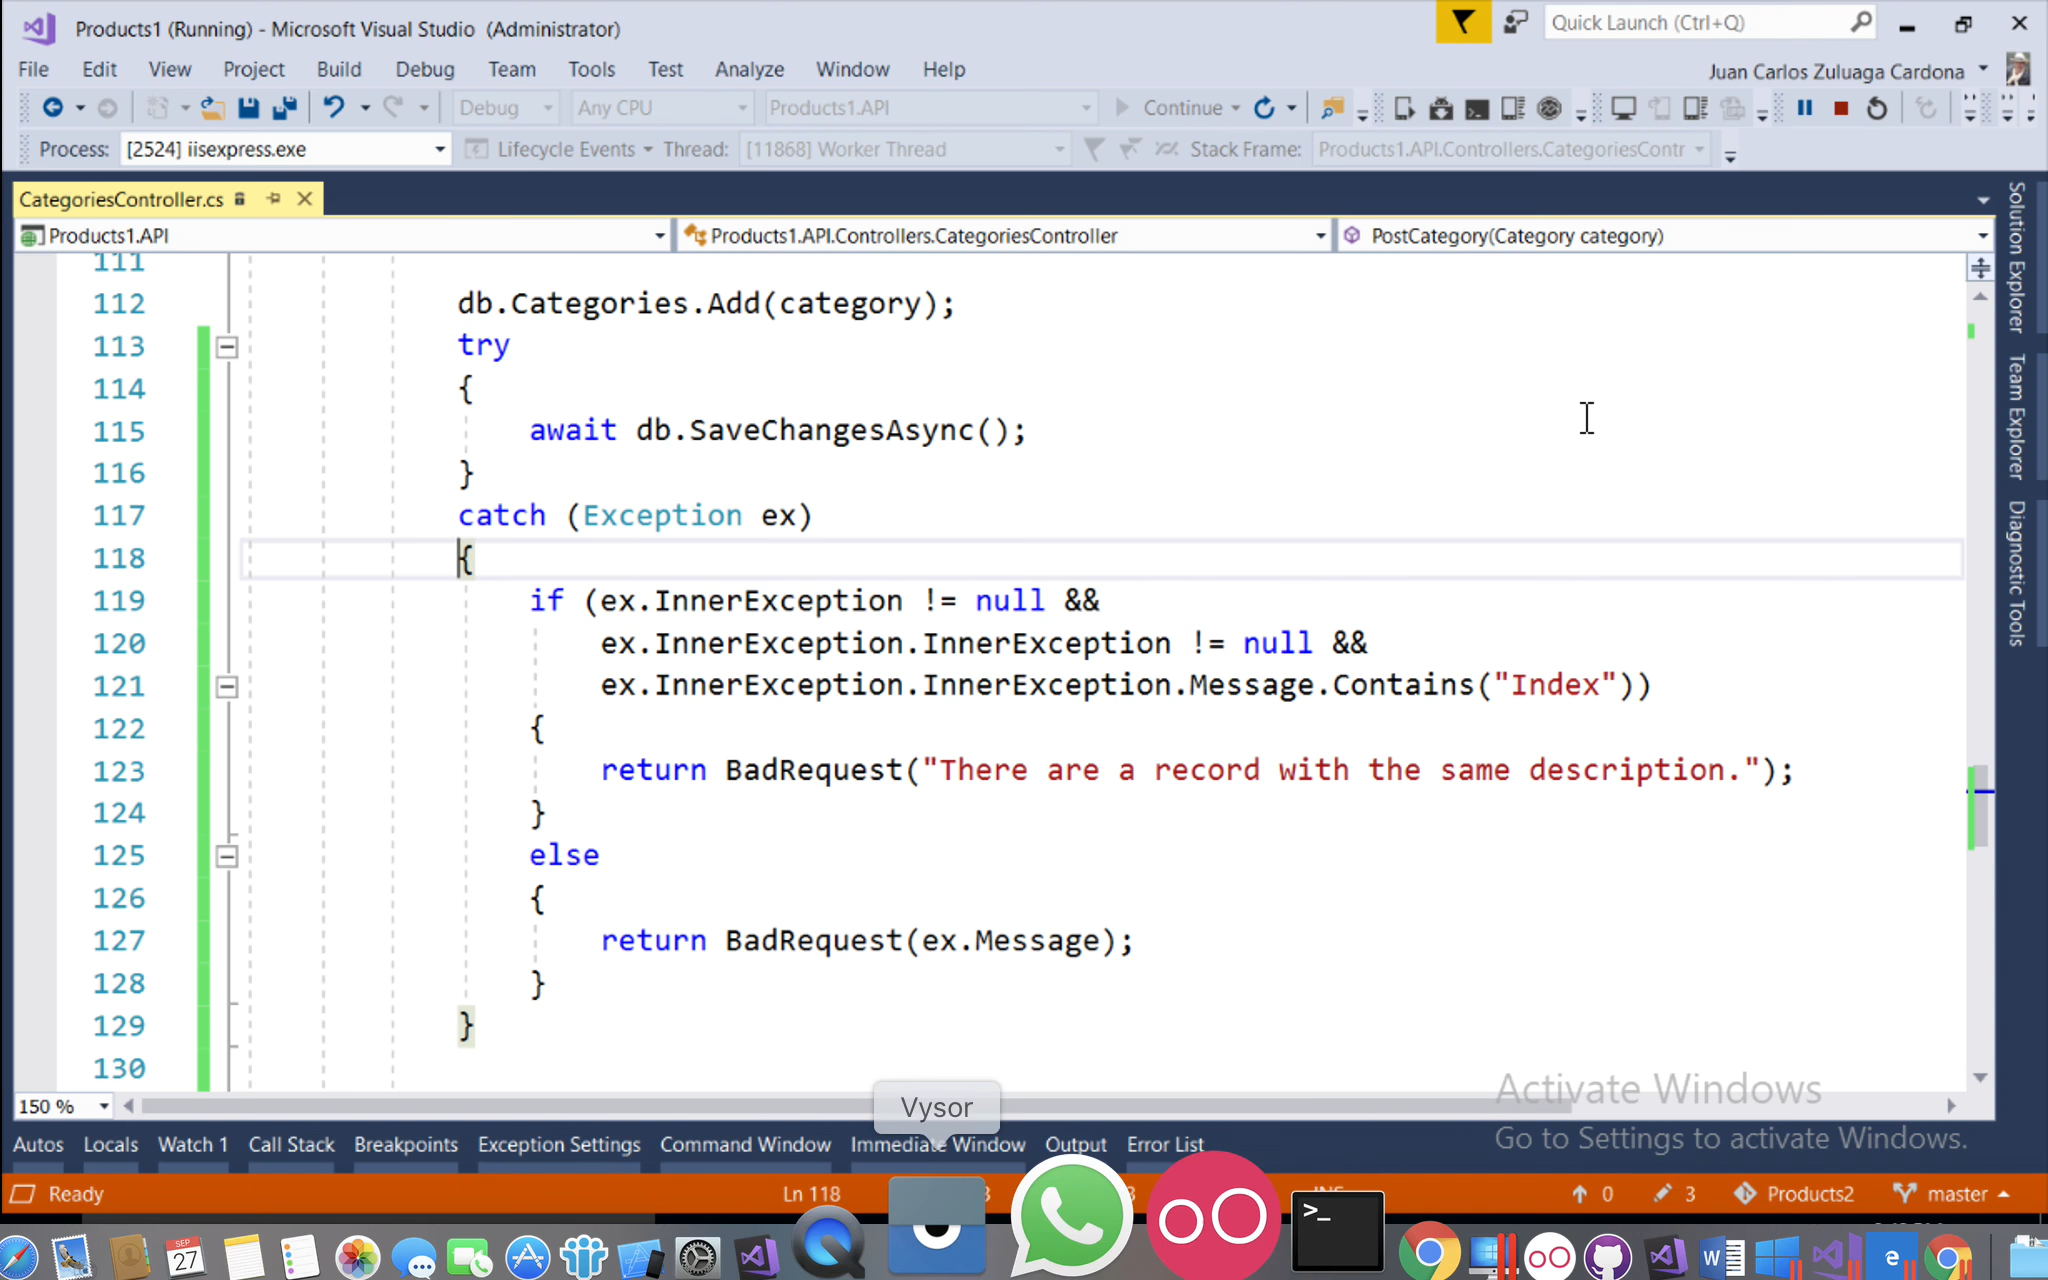 Products1 (Running) - Microsoft Visual Studio (Administrator)
Quick Launch (Ctrl+Q)
File Edit View Project Build Debug Team Tools Test Analyze Window Help
Juan Carlos Zuluaga Cardona
Debug Any CPU Products1.API Continue
Process: [2524] iisexpress.exe Lifecycle Events Thread: [11868] Worker Thread Stack Frame: Products1.API.Controllers.CategoriesContr
CategoriesController.cs
Products1.API Products1.API.Controllers.CategoriesController PostCategory(Category category)
Solution Explorer
Team Explorer
Diagnostic Tools
111
112 db.Categories.Add(category);
113 try
114 {
115 await db.SaveChangesAsync();
116 }
117 catch (Exception ex)
118 {
119 if (ex.InnerException != null &&
120 ex.InnerException.InnerException != null &&
121 ex.InnerException.InnerException.Message.Contains("Index"))
122 {
123 return BadRequest("There are a record with the same description.");
124 }
125 else
126 {
127 return BadRequest(ex.Message);
128 }
129 }
130
Activate Windows
Go to Settings to activate Windows.
150 %
Vysor
Autos Locals Watch 1 Call Stack Breakpoints Exception Settings Command Window Immediate Window Output Error List
Ready Ln 118 0 3 Products2 master
SEP
27